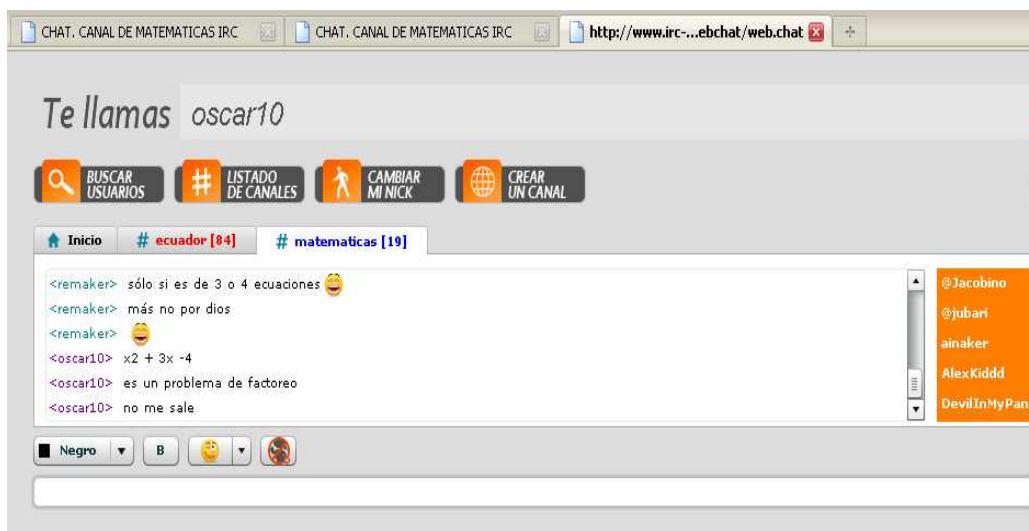 CHAT. CANAL DE MATEMATICAS IRC CHAT. CANAL DE MATEMATICAS IRC http://www.irc-...ebchat/web.chat
Te llamas oscar10
BUSCAR USUARIOS # LISTADO DE CANALES CAMBIAR MI NICK CREAR UN CANAL
Inicio # ecuador [84] # matematicas [19]
<remaker> sólo si es de 3 o 4 ecuaciones
<remaker> más no por dios
<remaker>
<oscar10> x2 + 3x -4
<oscar10> es un problema de factoreo
<oscar10> no me sale
@Jacobino
@jubari
ainaker
AlexKiddd
DevilInMyPan
Negro B